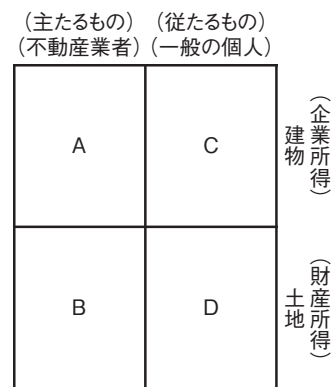 （主たるもの）（従たるもの）
（不動産業者）（一般の個人）
A
C
（企業所得）
建物
B
D
（財産所得）
土地